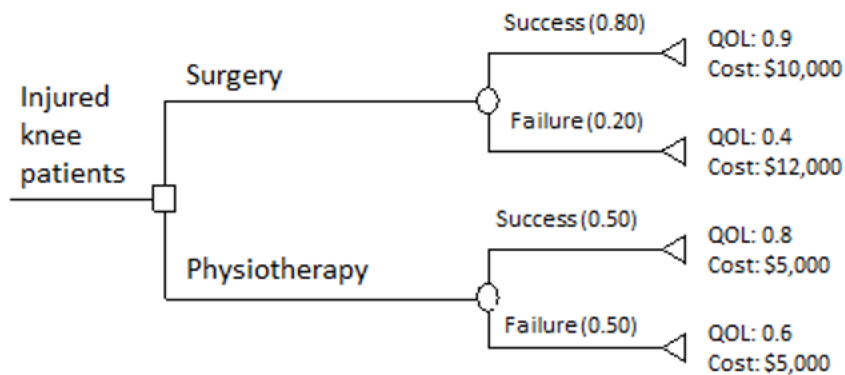 Injured
knee
patients
Surgery
Success (0.80)
QOL: 0.9
Cost: $10,000
Failure (0.20)
QOL: 0.4
Cost: $12,000
Physiotherapy
Success (0.50)
QOL: 0.8
Cost: $5,000
Failure (0.50)
QOL: 0.6
Cost: $5,000